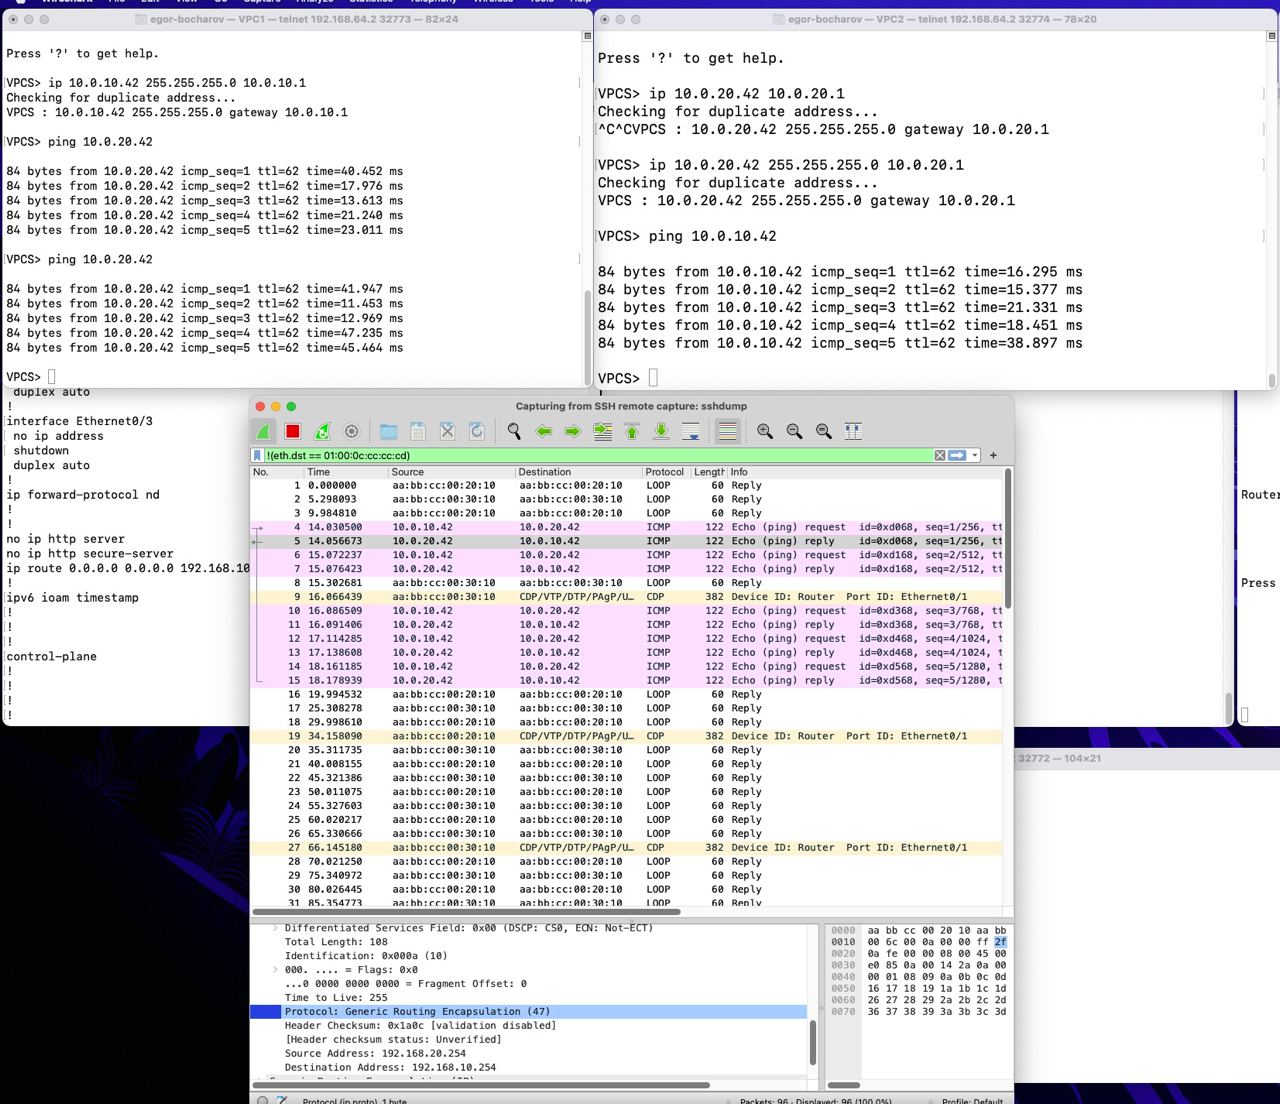 egor-bocharov — VPC1 — telnet 192.168.64.2 32773 — 82×24
Press '?' to get help.
VPCS> ip 10.0.10.42 255.255.255.0 10.0.10.1
Checking for duplicate address...
VPCS : 10.0.10.42 255.255.255.0 gateway 10.0.10.1
VPCS> ping 10.0.20.42
84 bytes from 10.0.20.42 icmp_seq=1 ttl=62 time=40.452 ms
84 bytes from 10.0.20.42 icmp_seq=2 ttl=62 time=17.976 ms
84 bytes from 10.0.20.42 icmp_seq=3 ttl=62 time=13.613 ms
84 bytes from 10.0.20.42 icmp_seq=4 ttl=62 time=21.240 ms
84 bytes from 10.0.20.42 icmp_seq=5 ttl=62 time=23.011 ms
VPCS> ping 10.0.20.42
84 bytes from 10.0.20.42 icmp_seq=1 ttl=62 time=41.947 ms
84 bytes from 10.0.20.42 icmp_seq=2 ttl=62 time=11.453 ms
84 bytes from 10.0.20.42 icmp_seq=3 ttl=62 time=12.969 ms
84 bytes from 10.0.20.42 icmp_seq=4 ttl=62 time=47.235 ms
84 bytes from 10.0.20.42 icmp_seq=5 ttl=62 time=45.464 ms
VPCS>
egor-bocharov — VPC2 — telnet 192.168.64.2 32774 — 78×20
Press '?' to get help.
VPCS> ip 10.0.20.42 10.0.20.1
Checking for duplicate address...
^C^CVPCS : 10.0.20.42 255.255.255.0 gateway 10.0.20.1
VPCS> ip 10.0.20.42 255.255.255.0 10.0.20.1
Checking for duplicate address...
VPCS : 10.0.20.42 255.255.255.0 gateway 10.0.20.1
VPCS> ping 10.0.10.42
84 bytes from 10.0.10.42 icmp_seq=1 ttl=62 time=16.295 ms
84 bytes from 10.0.10.42 icmp_seq=2 ttl=62 time=15.377 ms
84 bytes from 10.0.10.42 icmp_seq=3 ttl=62 time=21.331 ms
84 bytes from 10.0.10.42 icmp_seq=4 ttl=62 time=18.451 ms
84 bytes from 10.0.10.42 icmp_seq=5 ttl=62 time=38.897 ms
VPCS>
duplex auto
!
interface Ethernet0/3
no ip address
shutdown
duplex auto
!
ip forward-protocol nd
!
!
no ip http server
no ip http secure-server
ip route 0.0.0.0 0.0.0.0 192.168.10
!
ipv6 ioam timestamp
!
!
!
control-plane
!
!
!
!
Router
Press
2 32772 — 104×21
Capturing from SSH remote capture: sshdump
!(eth.dst == 01:00:0c:cc:cc:cd)
No. Time Source Destination Protocol Length Info
1 0.000000 aa:bb:cc:00:20:10 aa:bb:cc:00:20:10 LOOP 60 Reply
2 5.298093 aa:bb:cc:00:30:10 aa:bb:cc:00:30:10 LOOP 60 Reply
3 9.984810 aa:bb:cc:00:20:10 aa:bb:cc:00:20:10 LOOP 60 Reply
4 14.030500 10.0.10.42 10.0.20.42 ICMP 122 Echo (ping) request id=0xd068, seq=1/256, tt
5 14.056673 10.0.20.42 10.0.10.42 ICMP 122 Echo (ping) reply id=0xd068, seq=1/256, tt
6 15.072237 10.0.10.42 10.0.20.42 ICMP 122 Echo (ping) request id=0xd168, seq=2/512, tt
7 15.076423 10.0.20.42 10.0.10.42 ICMP 122 Echo (ping) reply id=0xd168, seq=2/512, tt
8 15.302681 aa:bb:cc:00:30:10 aa:bb:cc:00:30:10 LOOP 60 Reply
9 16.066439 aa:bb:cc:00:30:10 CDP/VTP/DTP/PAgP/U… CDP 382 Device ID: Router Port ID: Ethernet0/1
10 16.086509 10.0.10.42 10.0.20.42 ICMP 122 Echo (ping) request id=0xd368, seq=3/768, tt
11 16.091406 10.0.20.42 10.0.10.42 ICMP 122 Echo (ping) reply id=0xd368, seq=3/768, tt
12 17.114285 10.0.10.42 10.0.20.42 ICMP 122 Echo (ping) request id=0xd468, seq=4/1024, t
13 17.138608 10.0.20.42 10.0.10.42 ICMP 122 Echo (ping) reply id=0xd468, seq=4/1024, t
14 18.161185 10.0.10.42 10.0.20.42 ICMP 122 Echo (ping) request id=0xd568, seq=5/1280, t
15 18.178939 10.0.20.42 10.0.10.42 ICMP 122 Echo (ping) reply id=0xd568, seq=5/1280, t
16 19.994532 aa:bb:cc:00:20:10 aa:bb:cc:00:20:10 LOOP 60 Reply
17 25.308278 aa:bb:cc:00:30:10 aa:bb:cc:00:30:10 LOOP 60 Reply
18 29.998610 aa:bb:cc:00:20:10 aa:bb:cc:00:20:10 LOOP 60 Reply
19 34.158090 aa:bb:cc:00:20:10 CDP/VTP/DTP/PAgP/U… CDP 382 Device ID: Router Port ID: Ethernet0/1
20 35.311735 aa:bb:cc:00:30:10 aa:bb:cc:00:30:10 LOOP 60 Reply
21 40.008755 aa:bb:cc:00:20:10 aa:bb:cc:00:20:10 LOOP 60 Reply
22 45.321386 aa:bb:cc:00:30:10 aa:bb:cc:00:30:10 LOOP 60 Reply
23 50.011075 aa:bb:cc:00:20:10 aa:bb:cc:00:20:10 LOOP 60 Reply
24 55.327603 aa:bb:cc:00:30:10 aa:bb:cc:00:30:10 LOOP 60 Reply
25 60.020217 aa:bb:cc:00:20:10 aa:bb:cc:00:20:10 LOOP 60 Reply
26 65.330666 aa:bb:cc:00:30:10 aa:bb:cc:00:30:10 LOOP 60 Reply
27 66.145180 aa:bb:cc:00:30:10 CDP/VTP/DTP/PAgP/U… CDP 382 Device ID: Router Port ID: Ethernet0/1
28 70.021250 aa:bb:cc:00:20:10 aa:bb:cc:00:20:10 LOOP 60 Reply
29 75.340972 aa:bb:cc:00:30:10 aa:bb:cc:00:30:10 LOOP 60 Reply
30 80.026445 aa:bb:cc:00:20:10 aa:bb:cc:00:20:10 LOOP 60 Reply
31 85.354773 aa:bb:cc:00:30:10 aa:bb:cc:00:30:10 LOOP 60 Reply
Differentiated Services Field: 0x00 (DSCP: CS0, ECN: Not-ECT)
Total Length: 108
Identification: 0x000a (10)
000. .... = Flags: 0x0
...0 0000 0000 0000 = Fragment Offset: 0
Time to Live: 255
Protocol: Generic Routing Encapsulation (47)
Header Checksum: 0x1a0c [validation disabled]
[Header checksum status: Unverified]
Source Address: 192.168.20.254
Destination Address: 192.168.10.254
0000 aa bb cc 00 20 10 aa bb
0010 00 6c 00 0a 00 00 ff 2f
0020 0a fe 00 00 08 00 45 00
0030 e0 85 0a 00 14 2a 0a 00
0040 00 01 08 09 0a 0b 0c 0d
0050 16 17 18 19 1a 1b 1c 1d
0060 26 27 28 29 2a 2b 2c 2d
0070 36 37 38 39 3a 3b 3c 3d
Protocol (ip.proto), 1 byte
Packets: 96 · Displayed: 96 (100.0%)
Profile: Default